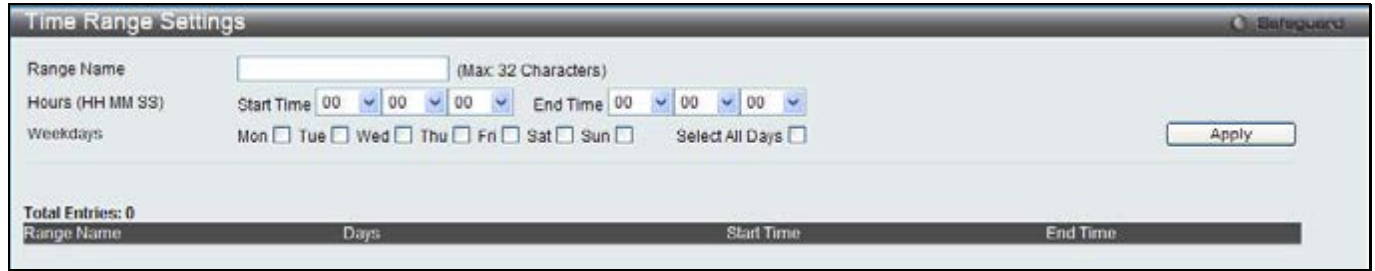 Time Range Settings Safeguard
Range Name (Max: 32 Characters)
Hours (HH MM SS) Start Time 00 00 00 End Time 00 00 00
Weekdays Mon Tue Wed Thu Fri Sat Sun Select All Days Apply
Total Entries: 0
Range Name Days Start Time End Time